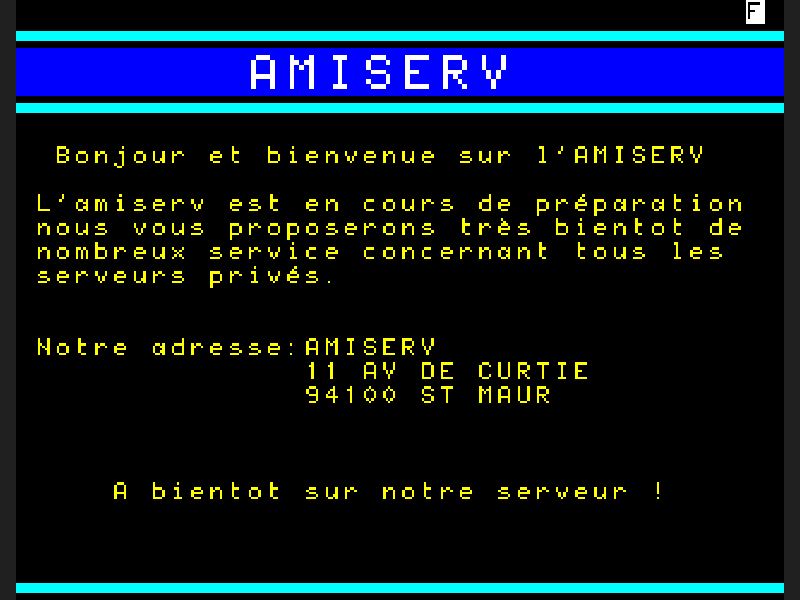 F
AMISERV
Bonjour et bienvenue sur l'AMISERV
L'amiserv est en cours de préparation
nous vous proposerons très bientot de
nombreux service concernant tous les
serveurs privés.
Notre adresse:AMISERV
11 AV DE CURTIE
94100 ST MAUR
A bientot sur notre serveur !